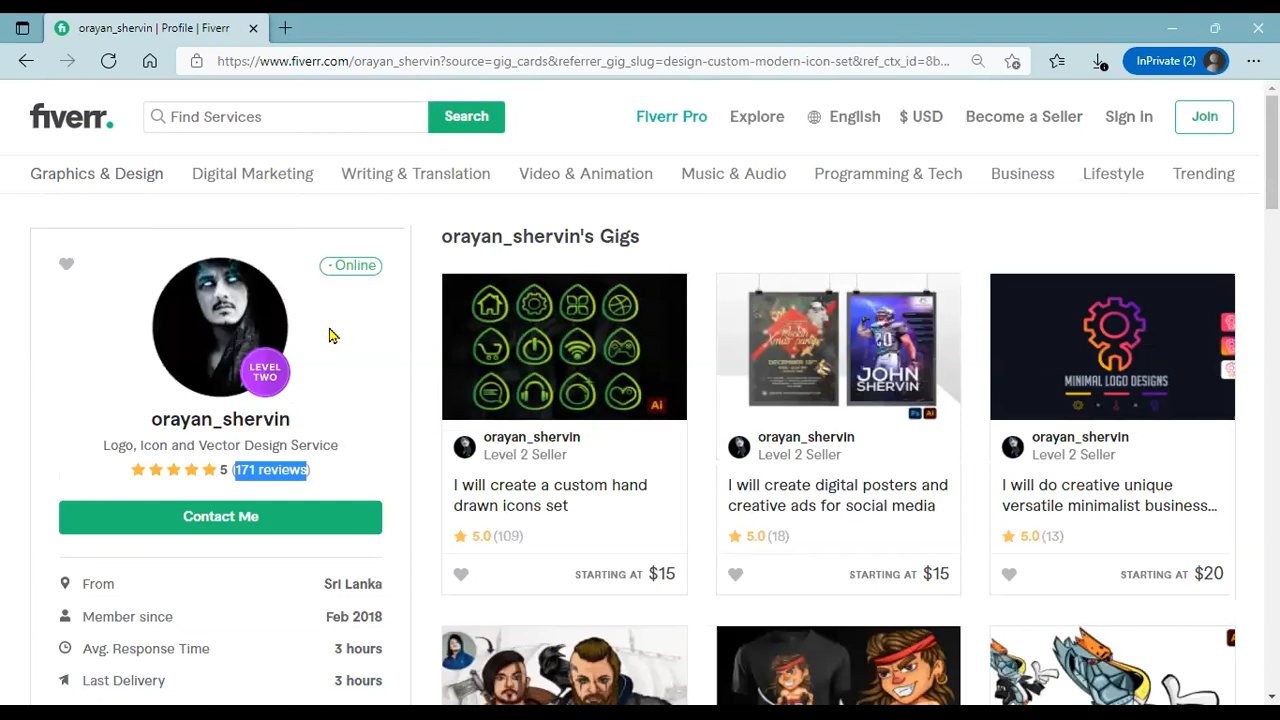 orayan_shervin | Profile | Fiverr
https://www.fiverr.com/orayan_shervin?source=gig_cards&referrer_gig_slug=design-custom-modern-icon-set&ref_ctx_id=8b...
InPrivate (2)
fiverr.
Find Services
Search
Fiverr Pro
Explore
English
$ USD
Become a Seller
Sign In
Join
Graphics & Design
Digital Marketing
Writing & Translation
Video & Animation
Music & Audio
Programming & Tech
Business
Lifestyle
Trending
· Online
LEVEL
TWO
orayan_shervin
Logo, Icon and Vector Design Service
5 (171 reviews)
Contact Me
From Sri Lanka
Member since Feb 2018
Avg. Response Time 3 hours
Last Delivery 3 hours
orayan_shervin's Gigs
Ai
orayan_shervin
Level 2 Seller
I will create a custom hand
drawn icons set
5.0 (109)
STARTING AT $15
20
JOHN
SHERVIN
Ps Ai
orayan_shervin
Level 2 Seller
I will create digital posters and
creative ads for social media
5.0 (18)
STARTING AT $15
MINIMAL LOGO DESIGNS
orayan_shervin
Level 2 Seller
I will do creative unique
versatile minimalist business...
5.0 (13)
STARTING AT $20